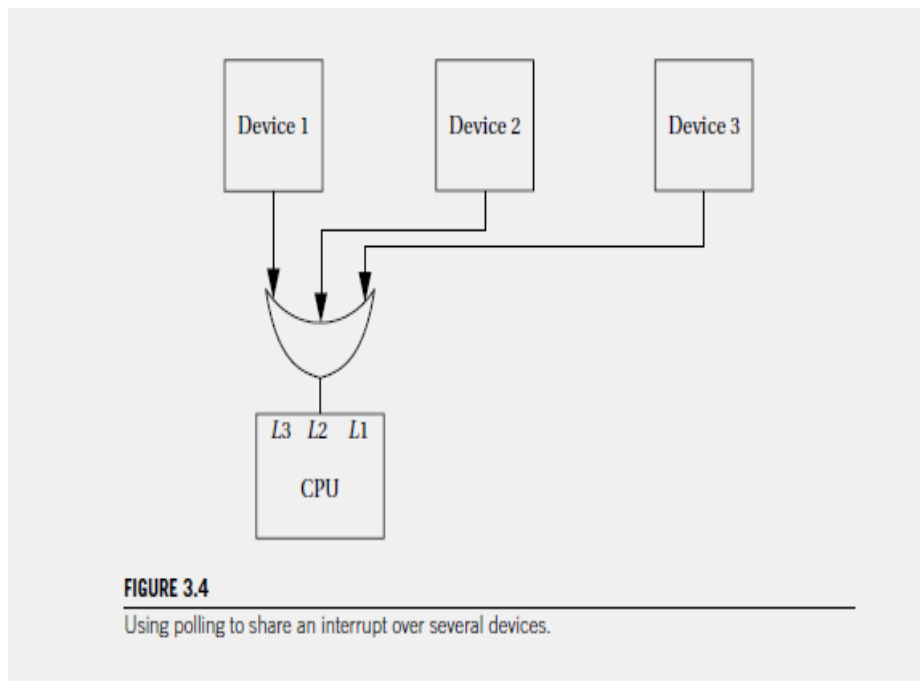 Device 1 Device 2 Device 3
L3 L2 L1
CPU
FIGURE 3.4
Using polling to share an interrupt over several devices.